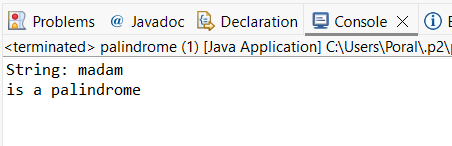 Problems @ Javadoc Declaration Console
<terminated> palindrome (1) [Java Application] C:\Users\Poral\.p2\
String: madam
is a palindrome